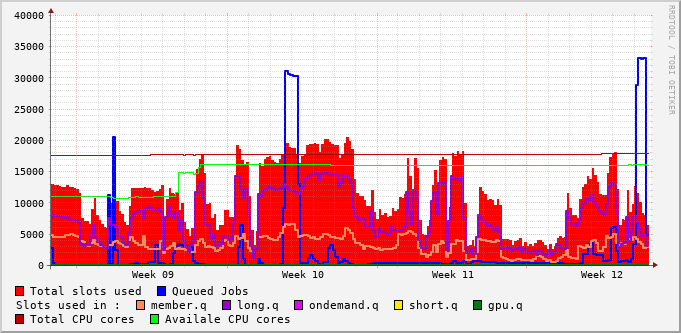 40000
35000
30000
25000
20000
15000
10000
5000
0
Week 09 Week 10 Week 11 Week 12
RRDTOOL / TOBI OETIKER
Total slots used Queued Jobs
Slots used in : member.q long.q ondemand.q short.q gpu.q
Total CPU cores Availale CPU cores